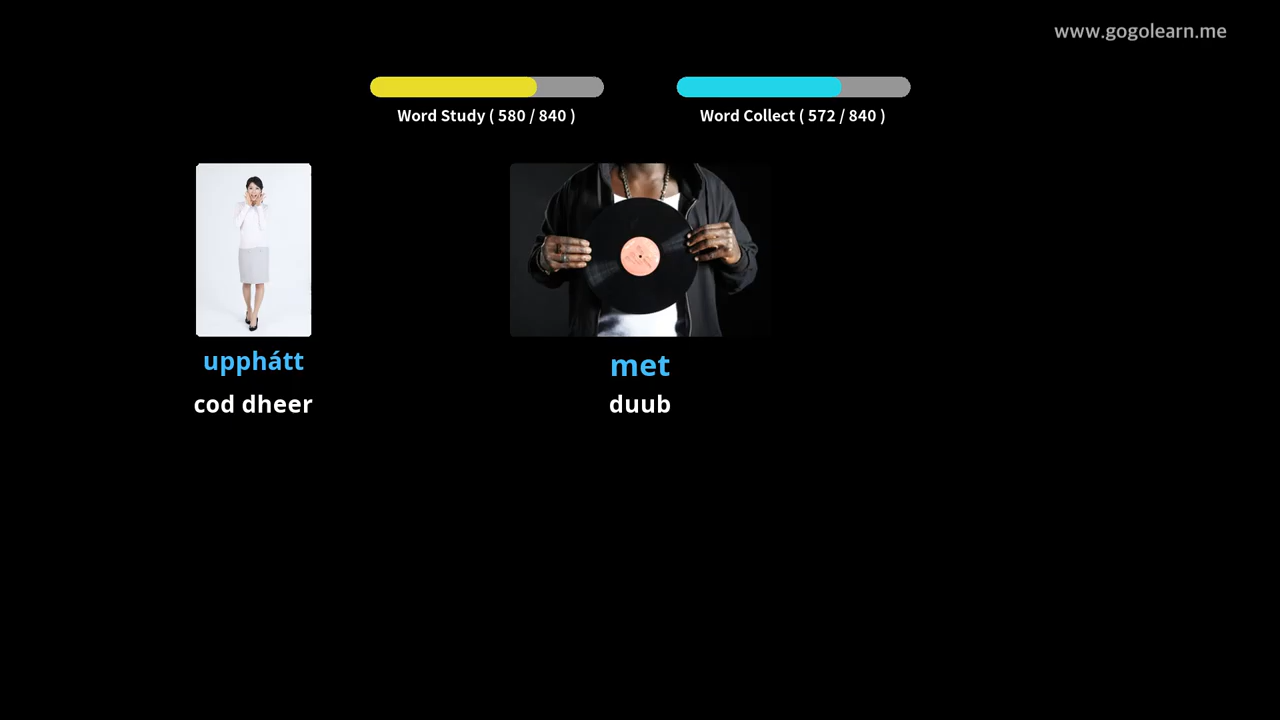 www.gogolearn.me
Word Study ( 580 / 840 )
Word Collect ( 572 / 840 )
upphátt
cod dheer
met
duub